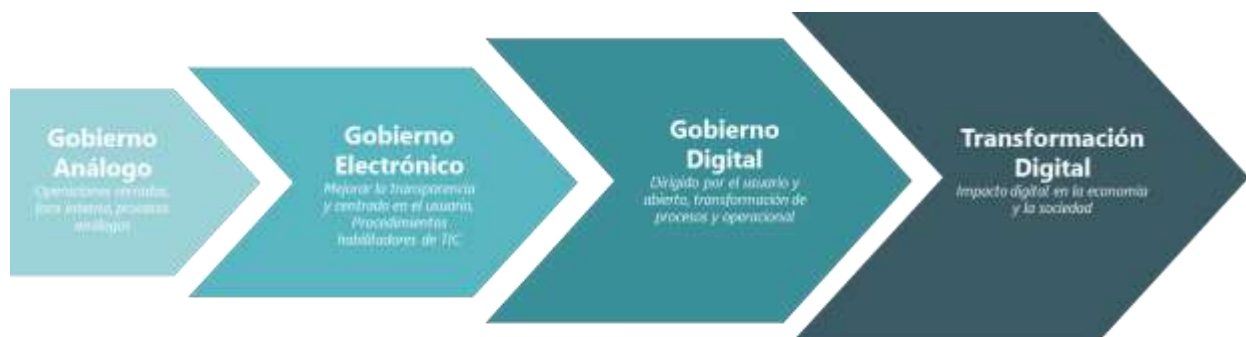 Gobierno
Análogo
Operaciones cerradas,
foco interno, procesos
análogos
Gobierno
Electrónico
Mejorar la transparencia
y centrado en el usuario,
Procedimientos
habilitadores de TIC
Gobierno
Digital
Dirigido por el usuario y
abierto, transformación de
procesos y operacional
Transformación
Digital
Impacto digital en la economía
y la sociedad